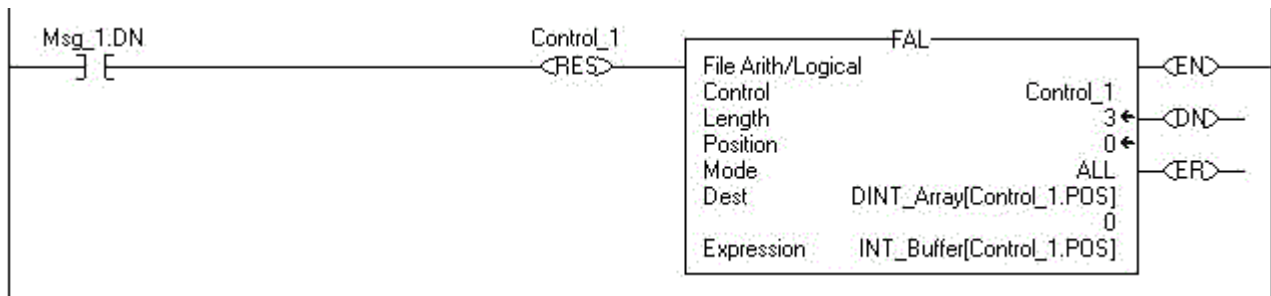 Msg_1.DN
Control_1
RES
FAL
File Arith/Logical
Control Control_1
Length 3
Position 0
Mode ALL
Dest DINT_Array[Control_1.POS]
0
Expression INT_Buffer[Control_1.POS]
EN
DN
ER